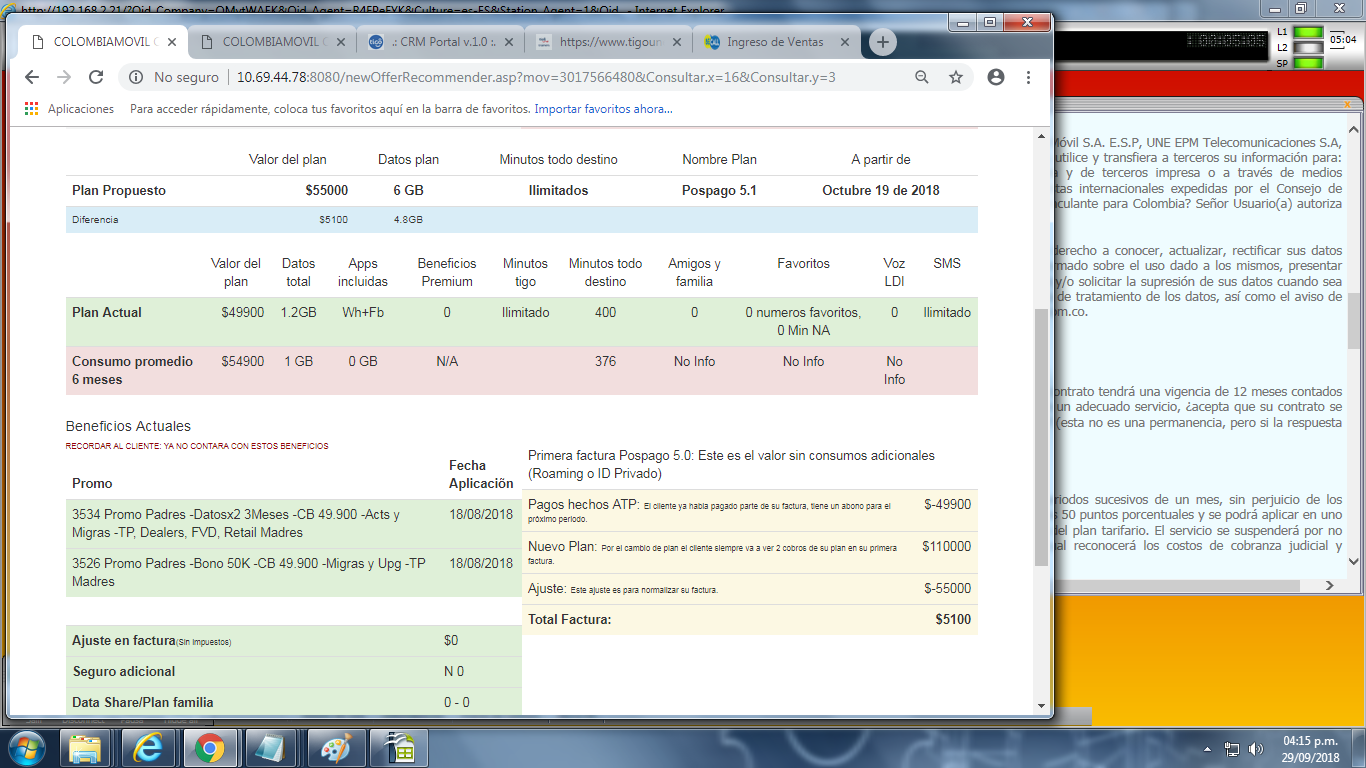 http://192.168.2.21/?Oid_Company=OMytWAEK&Oid_Agent=R4EPeEYK&Culture=es-ES&Station_Agent=1&Oid - Internet Explorer
COLOMBIAMOVIL
COLOMBIAMOVIL
.: CRM Portal v.1.0 :.
https://www.tigoun
Ingreso de Ventas
L1
L2
SP
05:04
No seguro
10.69.44.78:8080/newOfferRecommender.asp?msv=3017566480&Consultar.x=16&Consultar.y=3
Aplicaciones
Para acceder rápidamente, coloca tus favoritos aquí en la barra de favoritos. Importar favoritos ahora...
Valor del plan Datos plan Minutos todo destino Nombre Plan A partir de
Plan Propuesto $55000 6 GB Ilimitados Pospago 5.1 Octubre 19 de 2018
Diferencia $5100 4.8GB
Valor del plan Datos total Apps incluidas Beneficios Premium Minutos tigo Minutos todo destino Amigos y familia Favoritos Voz LDI SMS
Plan Actual $49900 1.2GB Wh+Fb 0 Ilimitado 400 0 0 numeros favoritos, 0 Min NA 0 Ilimitado
Consumo promedio 6 meses $54900 1 GB 0 GB N/A 376 No Info No Info No Info
Beneficios Actuales
RECORDAR AL CLIENTE: YA NO CONTARA CON ESTOS BENEFICIOS
Promo Fecha Aplicación
3534 Promo Padres -Datosx2 3Meses -CB 49.900 -Acts y
Migras -TP, Dealers, FVD, Retail Madres
18/08/2018
3526 Promo Padres -Bono 50K -CB 49.900 -Migras y Upg -TP
Madres
18/08/2018
Ajuste en factura(Sin Impuestos) $0
Seguro adicional N 0
Data Share/Plan familia 0 - 0
Primera factura Pospago 5.0: Este es el valor sin consumos adicionales
(Roaming o ID Privado)
Pagos hechos ATP: El cliente ya habla pagado parte de su factura, tiene un abono para el
próximo periodo.
$-49900
Nuevo Plan: Por el cambio de plan el cliente siempre va a ver 2 cobros de su plan en su primera
factura.
$110000
Ajuste: Este ajuste es para normalizar su factura. $-55000
Total Factura: $5100
Móvil S.A. E.S.P, UNE EPM Telecomunicaciones S.A,
utilice y transfiera a terceros su información para:
a y de terceros impresa o a través de medios
tas internacionales expedidas por el Consejo de
culante para Colombia? Señor Usuario(a) autoriza
derecho a conocer, actualizar, rectificar sus datos
rmado sobre el uso dado a los mismos, presentar
y/o solicitar la supresión de sus datos cuando sea
de tratamiento de los datos, así como el aviso de
om.co.
ontrato tendrá una vigencia de 12 meses contados
un adecuado servicio, ¿acepta que su contrato se
(esta no es una permanencia, pero si la respuesta
riodos sucesivos de un mes, sin perjuicio de los
s 50 puntos porcentuales y se podrá aplicar en uno
del plan tarifario. El servicio se suspenderá por no
ual reconocerá los costos de cobranza judicial y
04:15 p.m.
29/09/2018